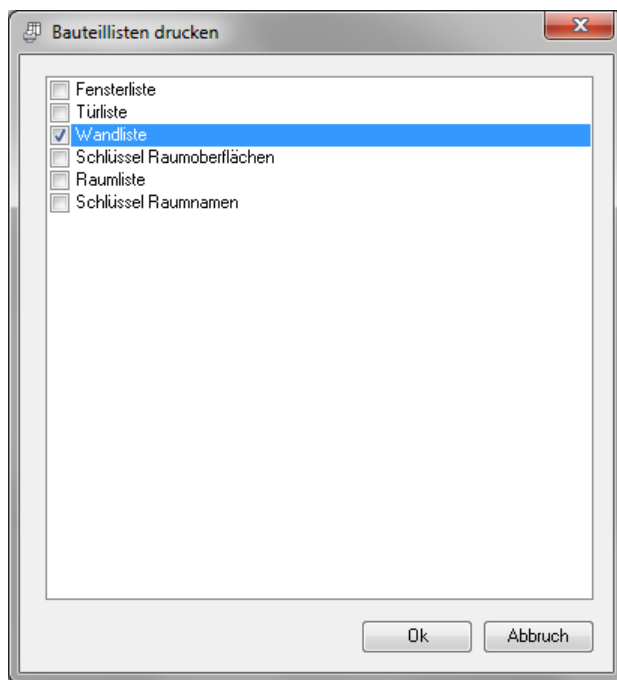 Bauteillisten drucken
Fensterliste
Türliste
Wandliste
Schlüssel Raumoberflächen
Raumliste
Schlüssel Raumnamen
Ok
Abbruch